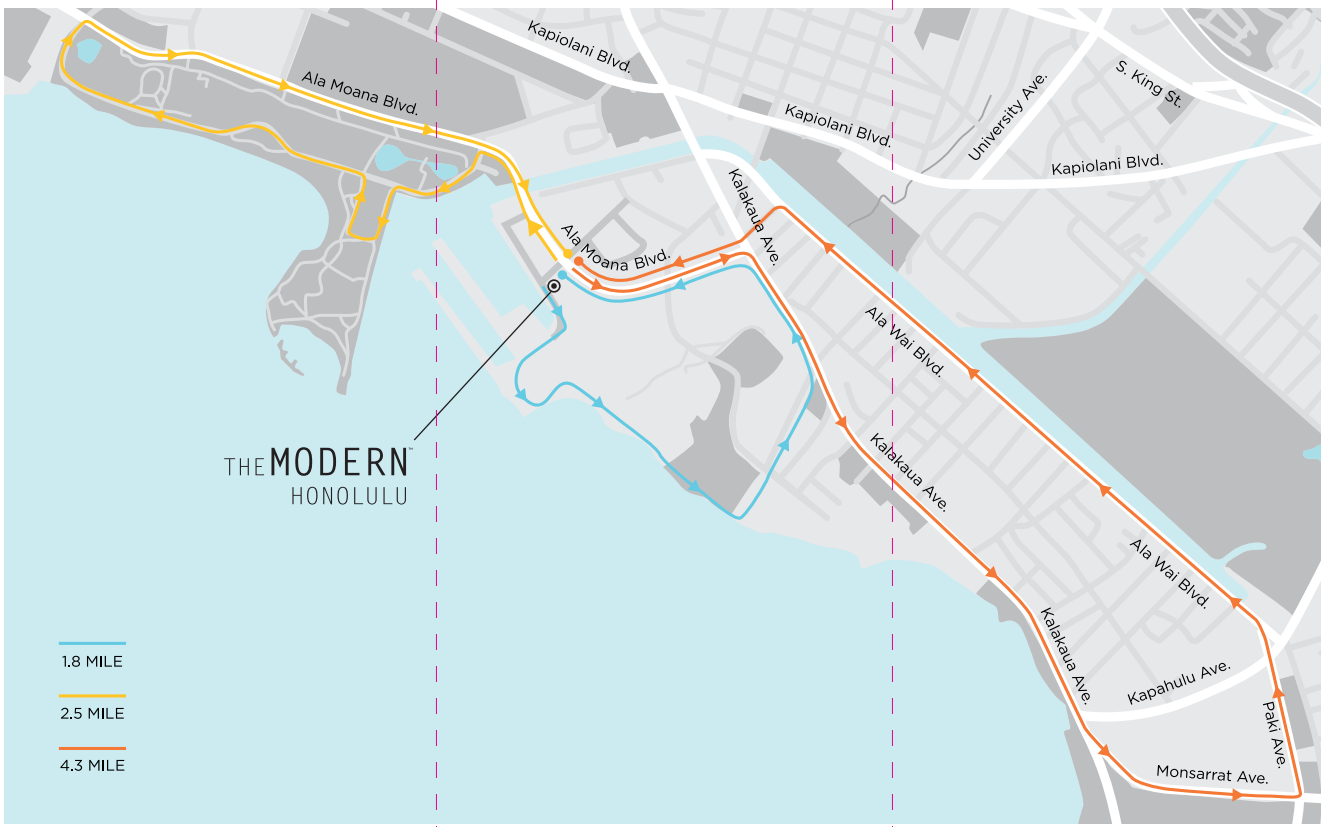 Kapiolani Blvd.
S. King St.
Ala Moana Blvd.
University Ave.
Kapiolani Blvd.
Kapiolani Blvd.
Kalakaua Ave.
Ala Moana Blvd.
Ala Wai Blvd.
THE MODERN™
HONOLULU
Kalakaua Ave.
Ala Wai Blvd.
Kalakaua Ave.
Kapahulu Ave.
Paki Ave.
Monsarrat Ave.
1.8 MILE
2.5 MILE
4.3 MILE